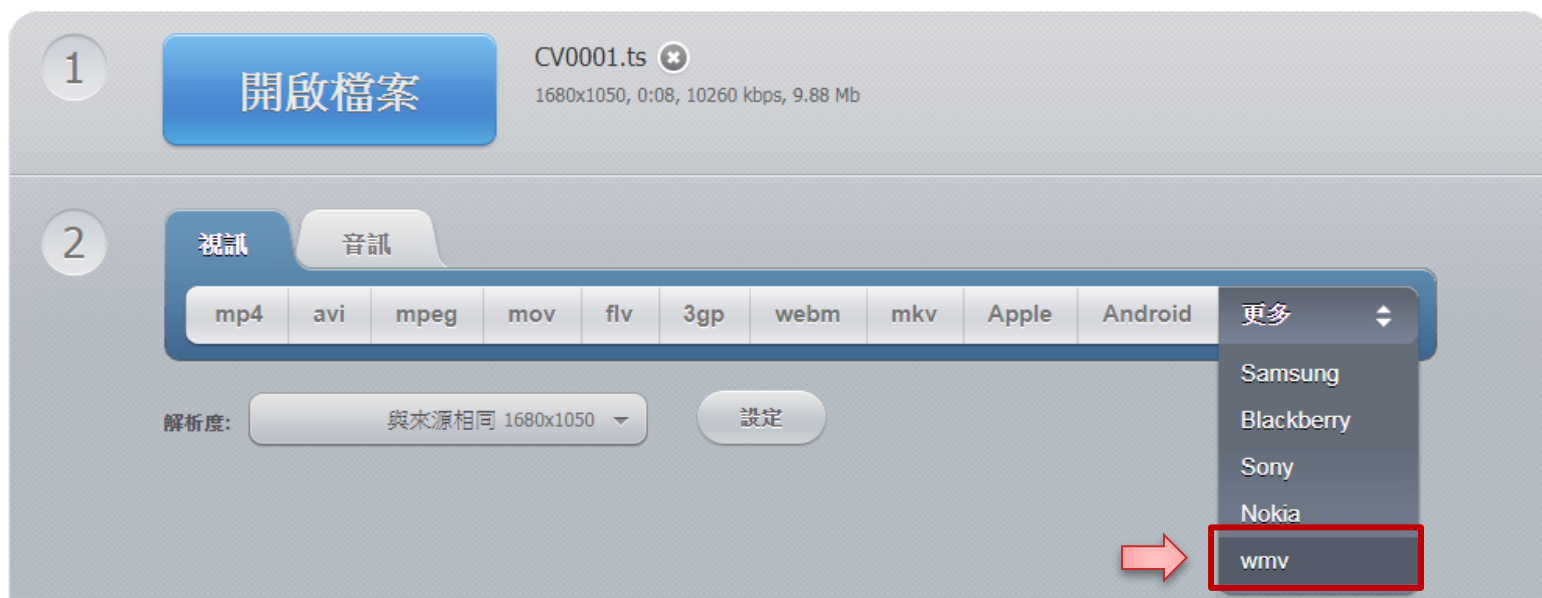 1
開啟檔案
CV0001.ts
1680x1050, 0:08, 10260 kbps, 9.88 Mb
2
視訊 音訊
mp4 avi mpeg mov flv 3gp webm mkv Apple Android 更多
Samsung
解析度: 與來源相同 1680x1050 設定
Blackberry
Sony
Nokia
wmv